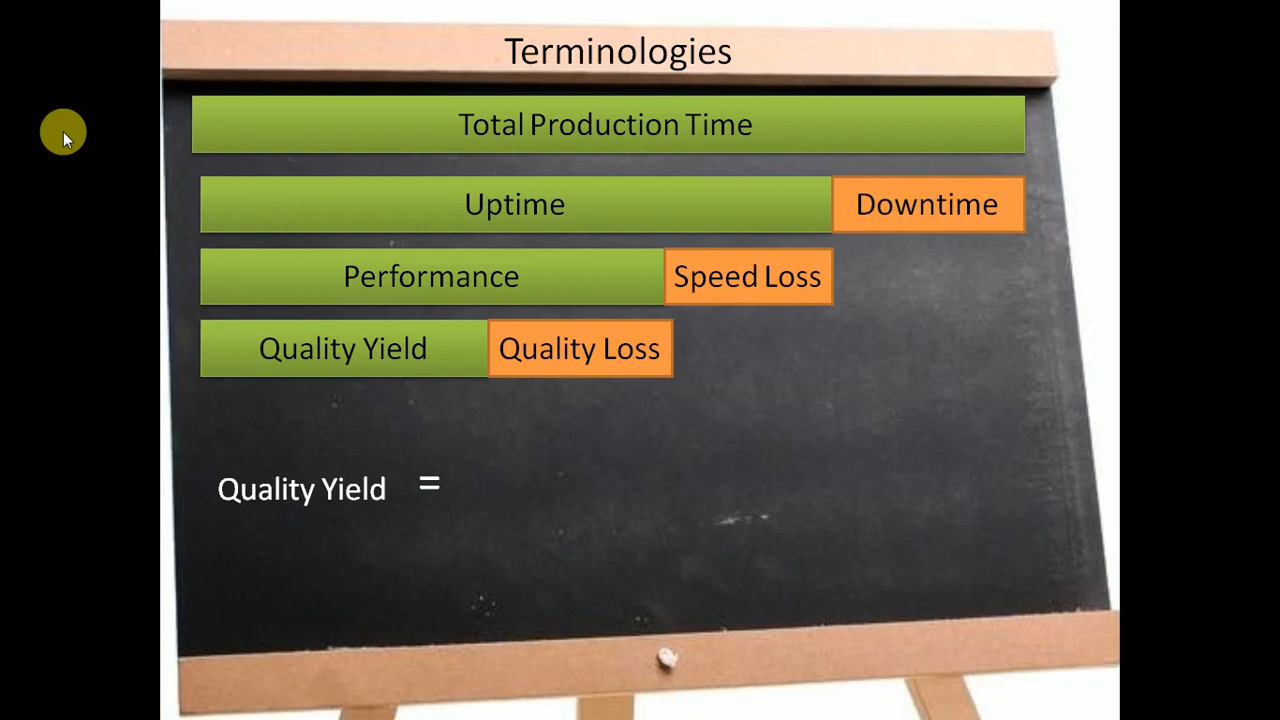 Terminologies
Total Production Time
Uptime Downtime
Performance Speed Loss
Quality Yield Quality Loss
Quality Yield =